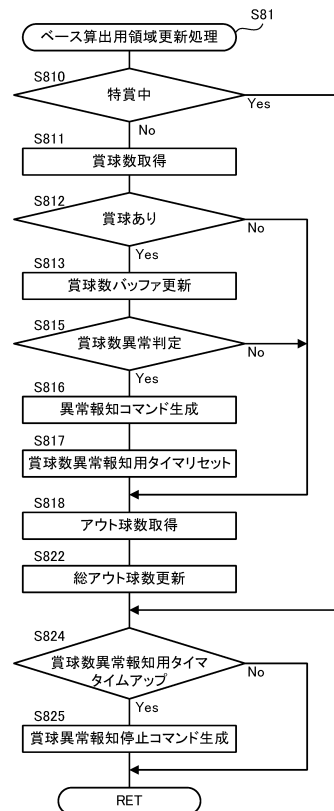 S81
ベース算出用領域更新処理
S810
特賞中
Yes
No
S811
賞球数取得
S812
賞球あり
No
Yes
S813
賞球数バッファ更新
S815
賞球数異常判定
No
Yes
S816
異常報知コマンド生成
S817
賞球数異常報知用タイマリセット
S818
アウト球数取得
S822
総アウト球数更新
S824
賞球数異常報知用タイマ
タイムアップ
No
Yes
S825
賞球異常報知停止コマンド生成
RET